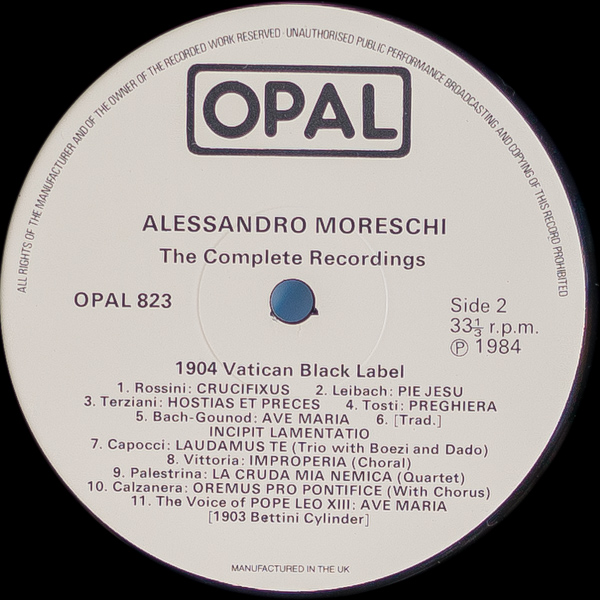 ALL RIGHTS OF THE MANUFACTURER AND OF THE OWNER OF THE RECORDED WORK RESERVED · UNAUTHORISED PUBLIC PERFORMANCE BROADCASTING AND COPYING OF THIS RECORD PROHIBITED
OPAL
ALESSANDRO MORESCHI
The Complete Recordings
OPAL 823
Side 2
33⅓ r.p.m.
Ⓟ 1984
1904 Vatican Black Label
1. Rossini: CRUCIFIXUS 2. Leibach: PIE JESU
3. Terziani: HOSTIAS ET PRECES 4. Tosti: PREGHIERA
5. Bach-Gounod: AVE MARIA 6. [Trad.]
INCIPIT LAMENTATIO
7. Capocci: LAUDAMUS TE (Trio with Boezi and Dado)
8. Vittoria: IMPROPERIA (Choral)
9. Palestrina: LA CRUDA MIA NEMICA (Quartet)
10. Calzanera: OREMUS PRO PONTIFICE (With Chorus)
11. The Voice of POPE LEO XIII: AVE MARIA
[1903 Bettini Cylinder]
MANUFACTURED IN THE UK